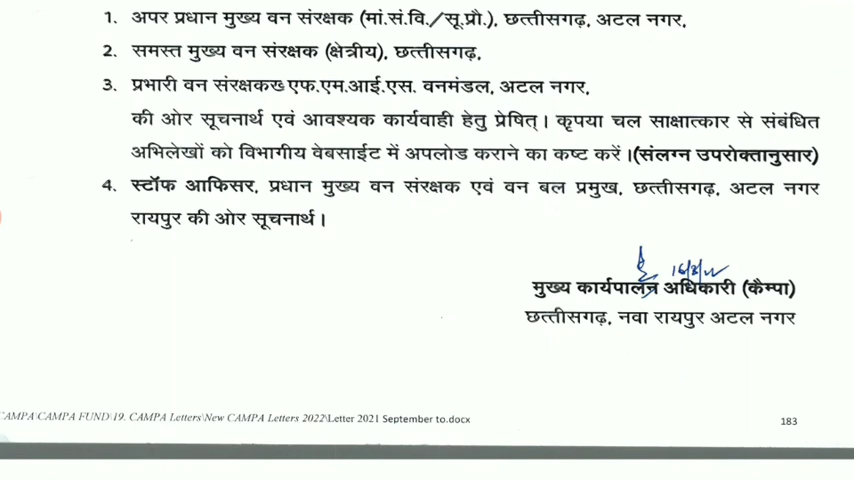 1. अपर प्रधान मुख्य वन संरक्षक (मां.सं.वि./सू.प्रौ.), छत्तीसगढ़, अटल नगर,
2. समस्त मुख्य वन संरक्षक (क्षेत्रीय), छत्तीसगढ़,
3. प्रभारी वन संरक्षकख्एफ.एम.आई.एस. वनमंडल, अटल नगर,
की ओर सूचनार्थ एवं आवश्यक कार्यवाही हेतु प्रेषित्। कृपया चल साक्षात्कार से संबंधित
अभिलेखों को विभागीय वेबसाईट में अपलोड कराने का कष्ट करें।(संलग्न उपरोक्तानुसार)
4. स्टॉफ आफिसर, प्रधान मुख्य वन संरक्षक एवं वन बल प्रमुख, छत्तीसगढ़, अटल नगर
रायपुर की ओर सूचनार्थ।
मुख्य कार्यपालन अधिकारी (कैम्पा)
छत्तीसगढ़, नवा रायपुर अटल नगर
CAMPA\CAMPA FUND\19. CAMPA Letters\New CAMPA Letters 2022\Letter 2021 September to.docx 183